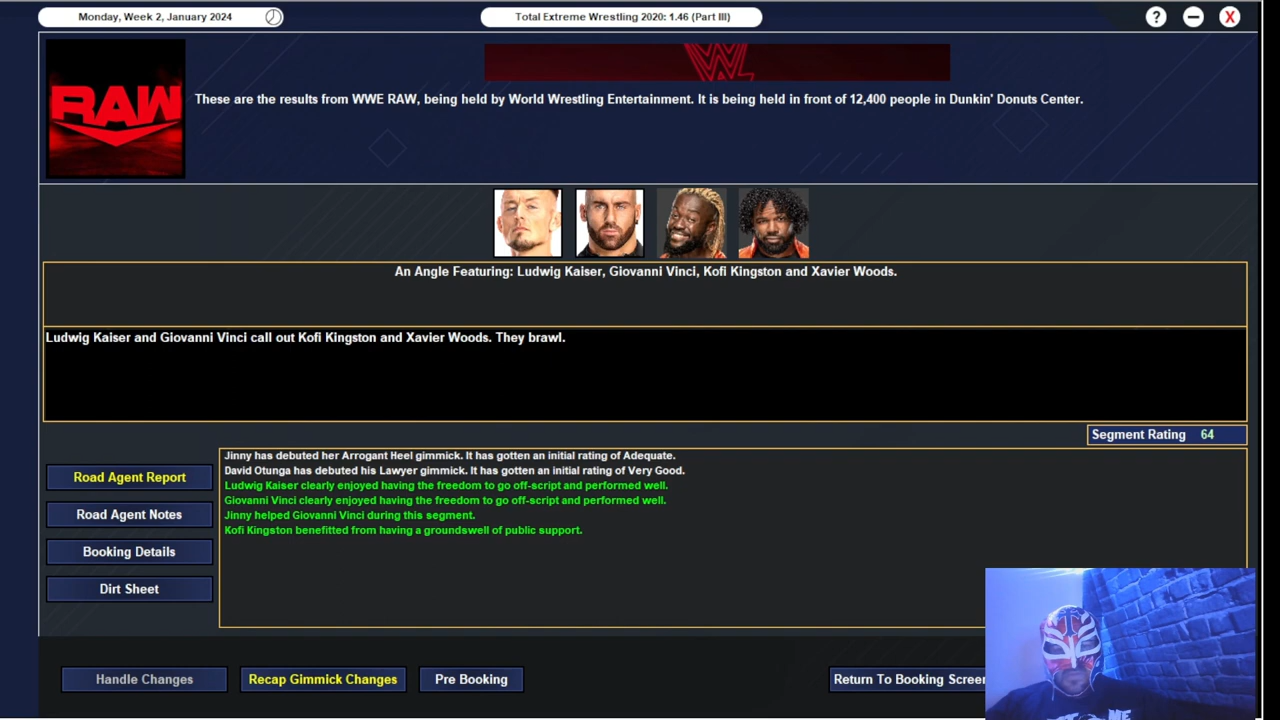 Monday, Week 2, January 2024
Total Extreme Wrestling 2020: 1.46 (Part III)
?
X
RAW
These are the results from WWE RAW, being held by World Wrestling Entertainment. It is being held in front of 12,400 people in Dunkin' Donuts Center.
An Angle Featuring: Ludwig Kaiser, Giovanni Vinci, Kofi Kingston and Xavier Woods.
Ludwig Kaiser and Giovanni Vinci call out Kofi Kingston and Xavier Woods. They brawl.
Segment Rating 64
Road Agent Report
Road Agent Notes
Booking Details
Dirt Sheet
Jinny has debuted her Arrogant Heel gimmick. It has gotten an initial rating of Adequate.
David Otunga has debuted his Lawyer gimmick. It has gotten an initial rating of Very Good.
Ludwig Kaiser clearly enjoyed having the freedom to go off-script and performed well.
Giovanni Vinci clearly enjoyed having the freedom to go off-script and performed well.
Jinny helped Giovanni Vinci during this segment.
Kofi Kingston benefitted from having a groundswell of public support.
Handle Changes
Recap Gimmick Changes
Pre Booking
Return To Booking Screen